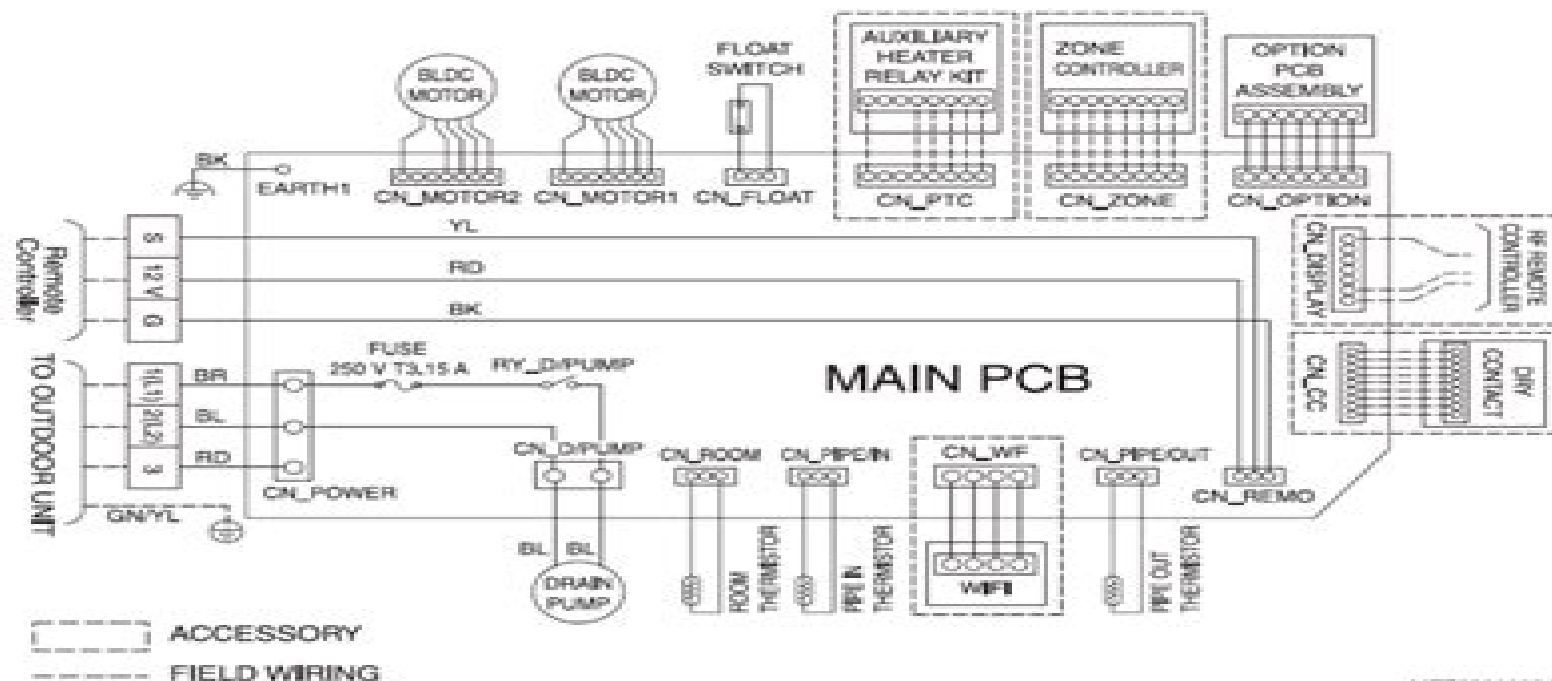 BLDC
MOTOR
BLDC
MOTOR
FLOAT
SWITCH
AUXILIARY
HEATER
RELAY KIT
ZONE
CONTROLLER
OPTION
PCB
ASSEMBLY
BK
EARTH1
CN_MOTOR2
CN_MOTOR1
CN_FLOAT
CN_PTC
CN_ZONE
CN_OPTION
Remote
Controller
S
12 V
G
YL
RD
BK
CN_DISPLAY
RF REMOTE
CONTROLLER
TO OUTDOOR UNIT
1(L1)
2(L2)
3
BR
BL
RD
GN/YL
CN_POWER
FUSE
250 V T3.15 A
RY_D/PUMP
MAIN PCB
CN_CC
DRY
CONTACT
CN_D/PUMP
CN_ROOM
CN_PIPE/IN
CN_WF
CN_PIPE/OUT
CN_REMO
BL
BL
DRAIN
PUMP
ROOM
THERMISTOR
PIPE IN
THERMISTOR
WIFI
PIPE OUT
THERMISTOR
ACCESSORY
FIELD WIRING